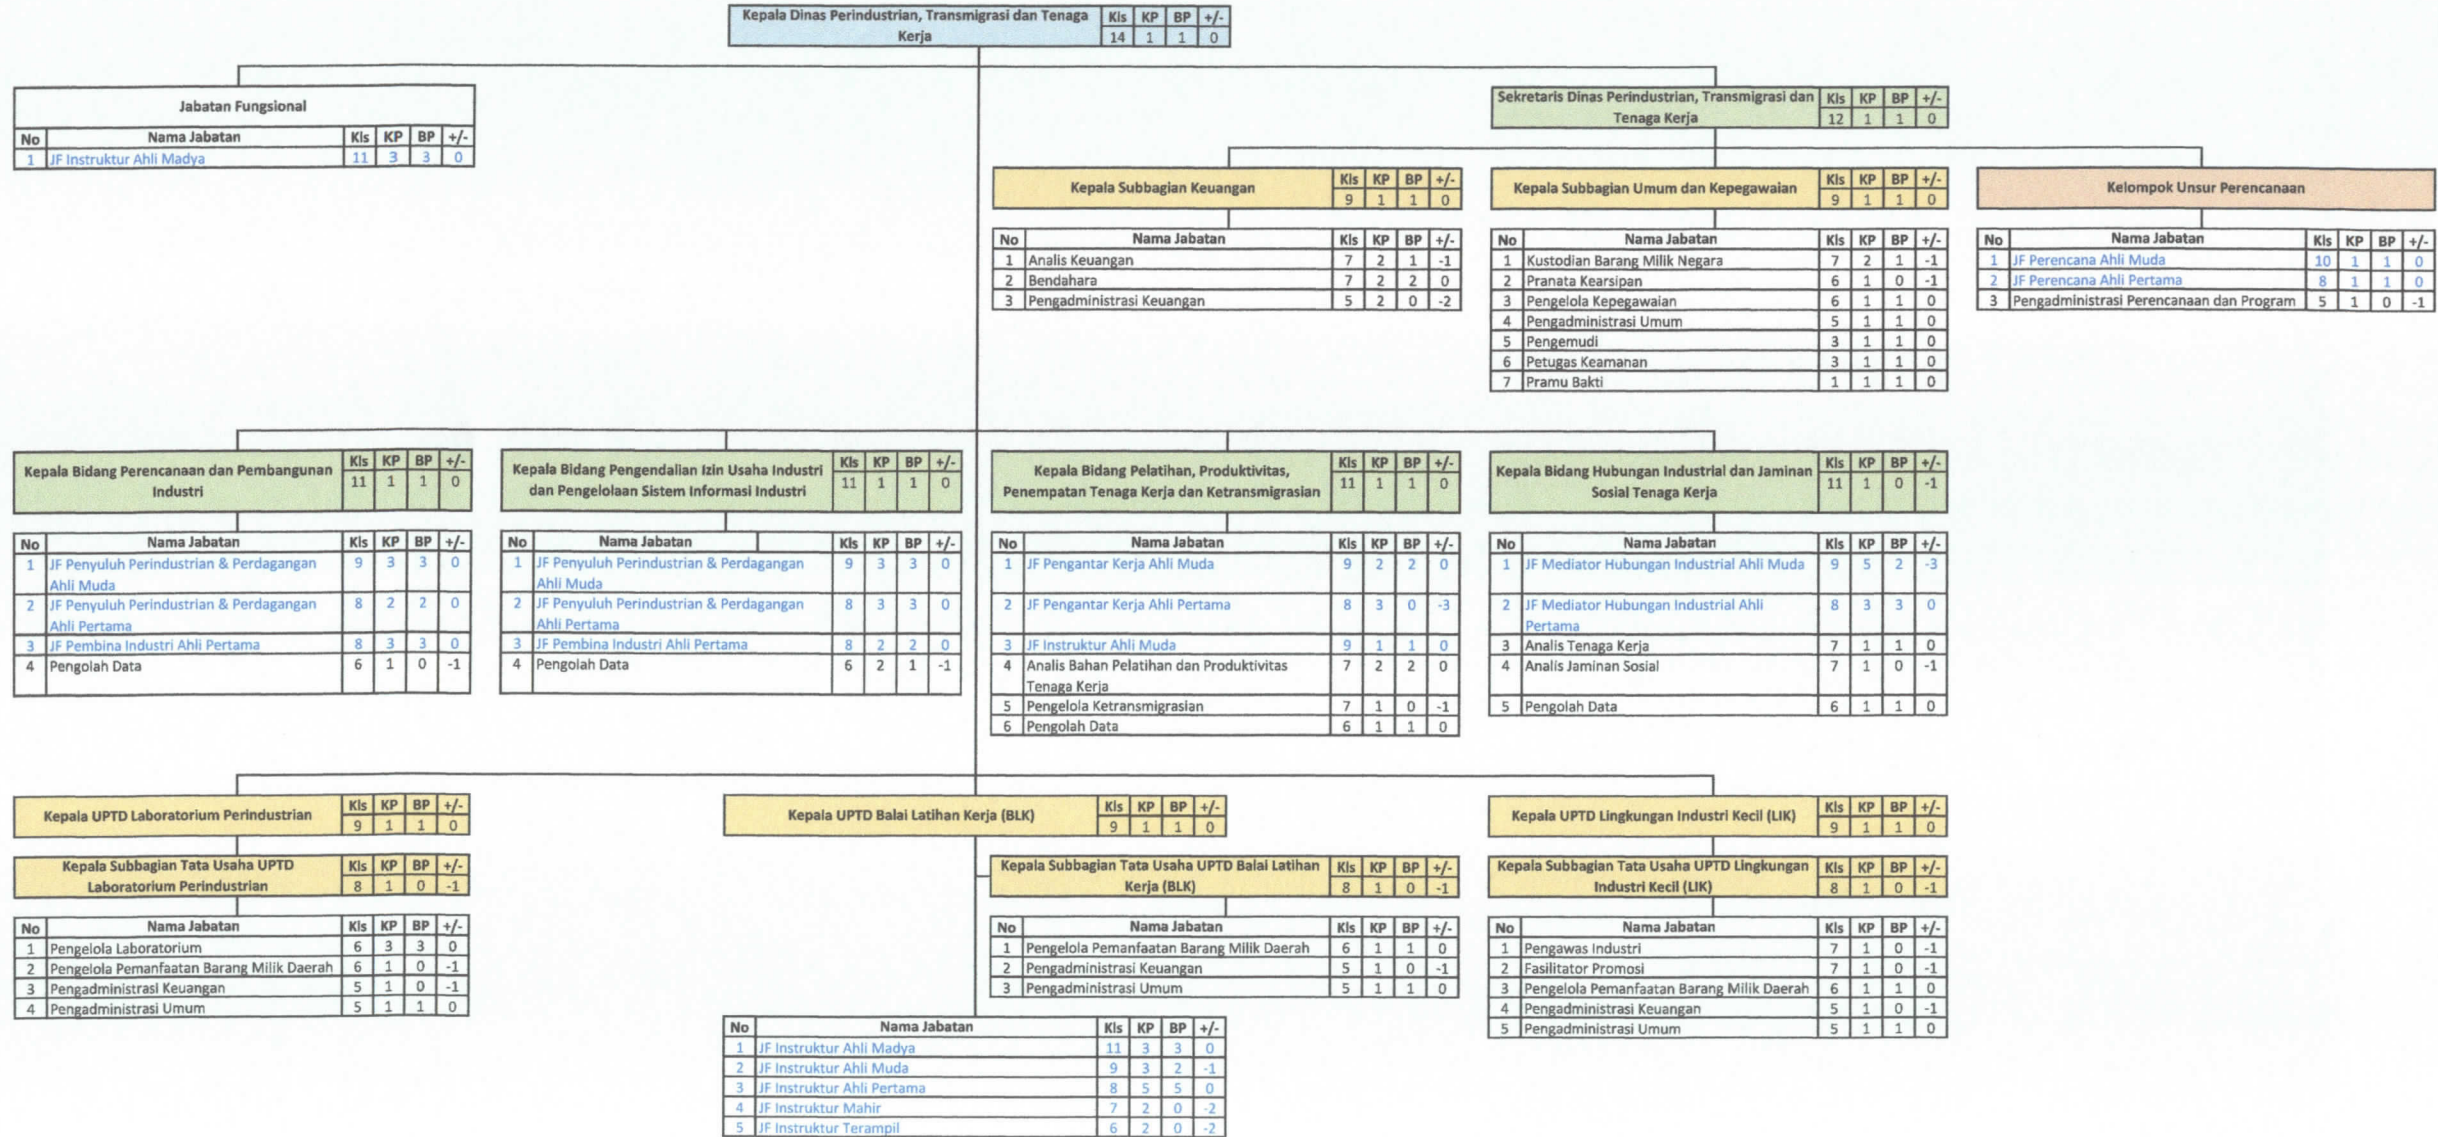 Kepala Dinas Perindustrian, Transmigrasi dan Tenaga Kls KP BP +/-
Kerja 14 1 1 0
Jabatan Fungsional
No Nama Jabatan Kls KP BP +/-
1 JF Instruktur Ahli Madya 11 3 3 0
Sekretaris Dinas Perindustrian, Transmigrasi dan Kls KP BP +/-
Tenaga Kerja 12 1 1 0
Kepala Subbagian Keuangan Kls KP BP +/-
9 1 1 0
No Nama Jabatan Kls KP BP +/-
1 Analis Keuangan 7 2 1 -1
2 Bendahara 7 2 2 0
3 Pengadministrasi Keuangan 5 2 0 -2
Kepala Subbagian Umum dan Kepegawaian Kls KP BP +/-
9 1 1 0
No Nama Jabatan Kls KP BP +/-
1 Kustodian Barang Milik Negara 7 2 1 -1
2 Pranata Kearsipan 6 1 0 -1
3 Pengelola Kepegawaian 6 1 1 0
4 Pengadministrasi Umum 5 1 1 0
5 Pengemudi 3 1 1 0
6 Petugas Keamanan 3 1 1 0
7 Pramu Bakti 1 1 1 0
Kelompok Unsur Perencanaan
No Nama Jabatan Kls KP BP +/-
1 JF Perencana Ahli Muda 10 1 1 0
2 JF Perencana Ahli Pertama 8 1 1 0
3 Pengadministrasi Perencanaan dan Program 5 1 0 -1
Kepala Bidang Perencanaan dan Pembangunan Kls KP BP +/-
Industri 11 1 1 0
No Nama Jabatan Kls KP BP +/-
1 JF Penyuluh Perindustrian & Perdagangan 9 3 3 0
Ahli Muda
2 JF Penyuluh Perindustrian & Perdagangan 8 2 2 0
Ahli Pertama
3 JF Pembina Industri Ahli Pertama 8 3 3 0
4 Pengolah Data 6 1 0 -1
Kepala Bidang Pengendalian Izin Usaha Industri Kls KP BP +/-
dan Pengelolaan Sistem Informasi Industri 11 1 1 0
No Nama Jabatan Kls KP BP +/-
1 JF Penyuluh Perindustrian & Perdagangan 9 3 3 0
Ahli Muda
2 JF Penyuluh Perindustrian & Perdagangan 8 3 3 0
Ahli Pertama
3 JF Pembina Industri Ahli Pertama 8 2 2 0
4 Pengolah Data 6 2 1 -1
Kepala Bidang Pelatihan, Produktivitas, Kls KP BP +/-
Penempatan Tenaga Kerja dan Ketransmigrasian 11 1 1 0
No Nama Jabatan Kls KP BP +/-
1 JF Pengantar Kerja Ahli Muda 9 2 2 0
2 JF Pengantar Kerja Ahli Pertama 8 3 0 -3
3 JF Instruktur Ahli Muda 9 1 1 0
4 Analis Bahan Pelatihan dan Produktivitas 7 2 2 0
Tenaga Kerja
5 Pengelola Ketransmigrasian 7 1 0 -1
6 Pengolah Data 6 1 1 0
Kepala Bidang Hubungan Industrial dan Jaminan Kls KP BP +/-
Sosial Tenaga Kerja 11 1 0 -1
No Nama Jabatan Kls KP BP +/-
1 JF Mediator Hubungan Industrial Ahli Muda 9 5 2 -3
2 JF Mediator Hubungan Industrial Ahli 8 3 3 0
Pertama
3 Analis Tenaga Kerja 7 1 1 0
4 Analis Jaminan Sosial 7 1 0 -1
5 Pengolah Data 6 1 1 0
Kepala UPTD Laboratorium Perindustrian Kls KP BP +/-
9 1 1 0
Kepala Subbagian Tata Usaha UPTD Kls KP BP +/-
Laboratorium Perindustrian 8 1 0 -1
No Nama Jabatan Kls KP BP +/-
1 Pengelola Laboratorium 6 3 3 0
2 Pengelola Pemanfaatan Barang Milik Daerah 6 1 0 -1
3 Pengadministrasi Keuangan 5 1 0 -1
4 Pengadministrasi Umum 5 1 1 0
Kepala UPTD Balai Latihan Kerja (BLK) Kls KP BP +/-
9 1 1 0
Kepala Subbagian Tata Usaha UPTD Balai Latihan Kls KP BP +/-
Kerja (BLK) 8 1 0 -1
No Nama Jabatan Kls KP BP +/-
1 Pengelola Pemanfaatan Barang Milik Daerah 6 1 1 0
2 Pengadministrasi Keuangan 5 1 0 -1
3 Pengadministrasi Umum 5 1 1 0
No Nama Jabatan Kls KP BP +/-
1 JF Instruktur Ahli Madya 11 3 3 0
2 JF Instruktur Ahli Muda 9 3 2 -1
3 JF Instruktur Ahli Pertama 8 5 5 0
4 JF Instruktur Mahir 7 2 0 -2
5 JF Instruktur Terampil 6 2 0 -2
Kepala UPTD Lingkungan Industri Kecil (LIK) Kls KP BP +/-
9 1 1 0
Kepala Subbagian Tata Usaha UPTD Lingkungan Kls KP BP +/-
Industri Kecil (LIK) 8 1 0 -1
No Nama Jabatan Kls KP BP +/-
1 Pengawas Industri 7 1 0 -1
2 Fasilitator Promosi 7 1 0 -1
3 Pengelola Pemanfaatan Barang Milik Daerah 6 1 1 0
4 Pengadministrasi Keuangan 5 1 0 -1
5 Pengadministrasi Umum 5 1 1 0